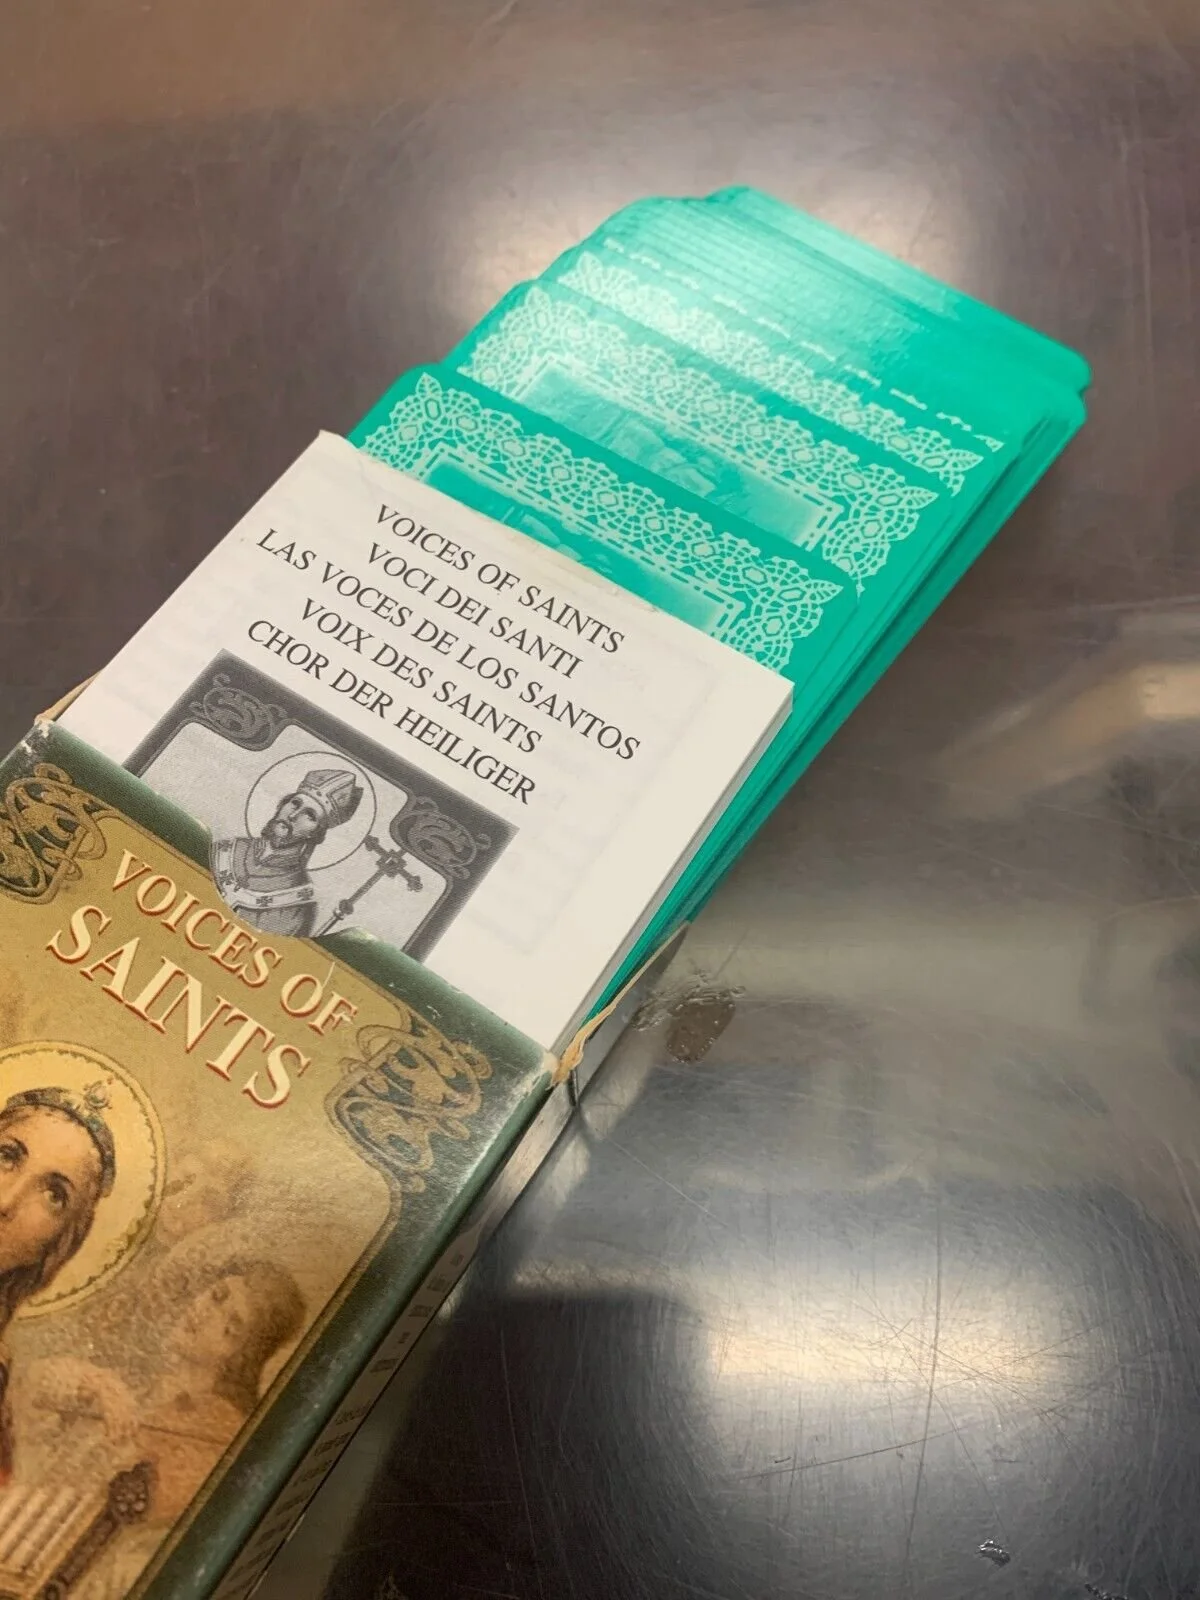 VOICES OF SAINTS
VOCI DEI SANTI
LAS VOCES DE LOS SANTOS
VOIX DES SAINTS
CHOR DER HEILIGER
VOICES OF
SAINTS